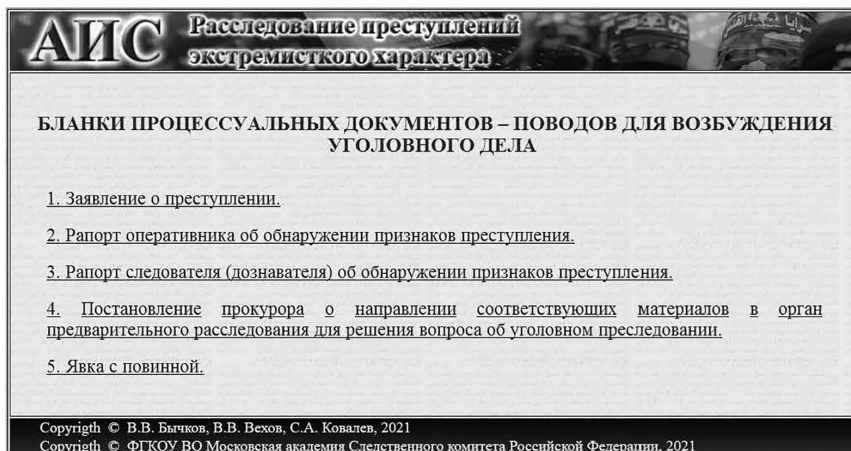 АИС
Расследование преступлений
экстремисткого характера
БЛАНКИ ПРОЦЕССУАЛЬНЫХ ДОКУМЕНТОВ – ПОВОДОВ ДЛЯ ВОЗБУЖДЕНИЯ
УГОЛОВНОГО ДЕЛА
1. Заявление о преступлении.
2. Рапорт оперативника об обнаружении признаков преступления.
3. Рапорт следователя (дознавателя) об обнаружении признаков преступления.
4. Постановление прокурора о направлении соответствующих материалов в орган
предварительного расследования для решения вопроса об уголовном преследовании.
5. Явка с повинной.
Copyrigth © В.В. Бычков, В.В. Вехов, С.А. Ковалев, 2021
Copyrigth © ФГКОУ ВО Московская академия Следственного комитета Российской Федерации, 2021